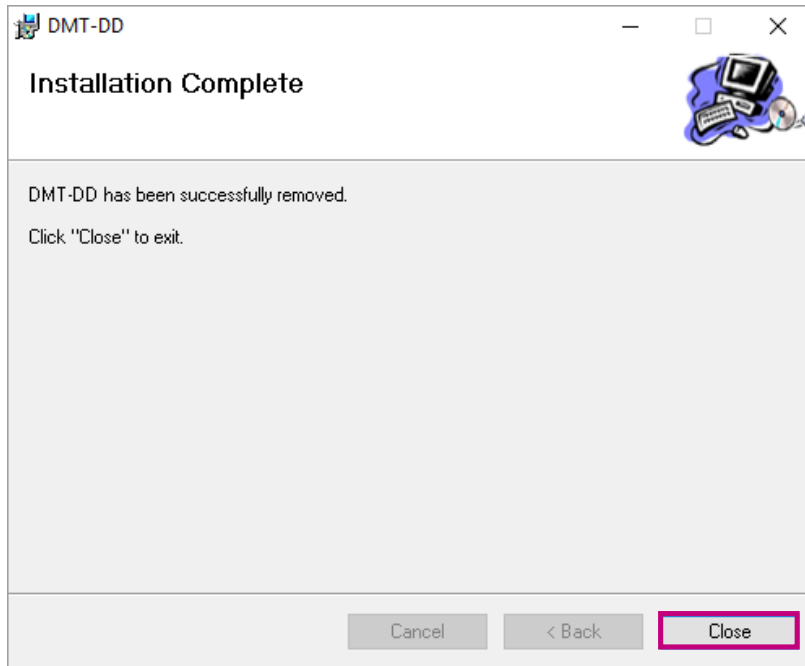 DMT-DD
Installation Complete
DMT-DD has been successfully removed.
Click "Close" to exit.
Cancel
< Back
Close